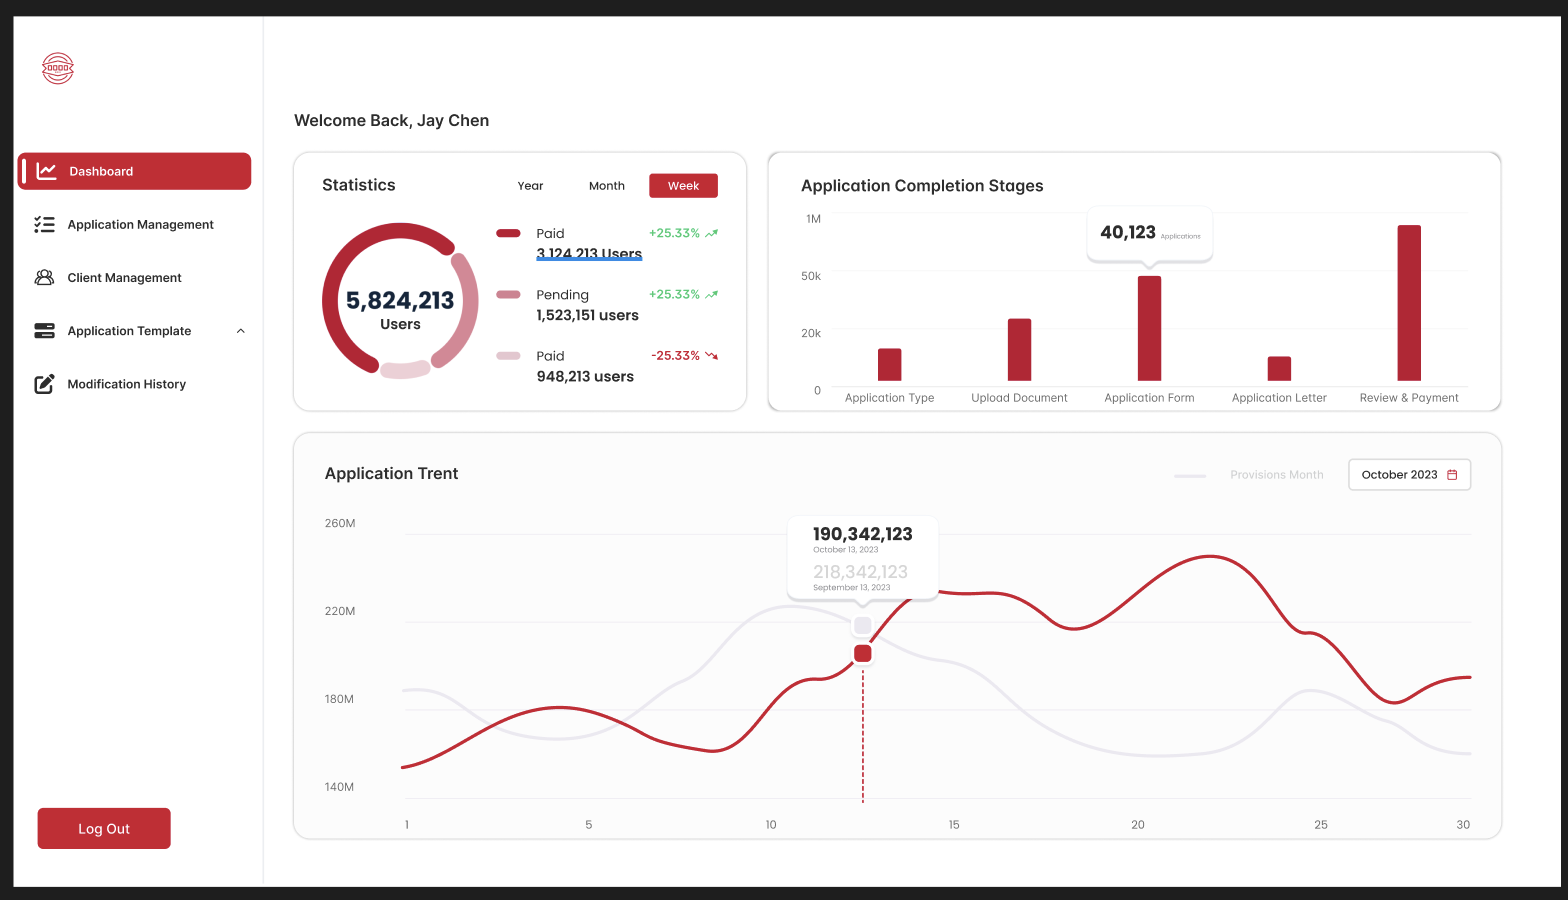 Welcome Back, Jay Chen
Dashboard
Application Management
Client Management
Application Template
Modification History
Log Out
Statistics
Year Month Week
5,824,213
Users
Paid +25.33%
3,124,213 Users
Pending +25.33%
1,523,151 users
Paid -25.33%
948,213 users
Application Completion Stages
1M
50k
20k
0
40,123 Applications
Application Type Upload Document Application Form Application Letter Review & Payment
Application Trent
Provisions Month October 2023
260M
220M
180M
140M
190,342,123
October 13, 2023
218,342,123
September 13, 2023
1 5 10 15 20 25 30